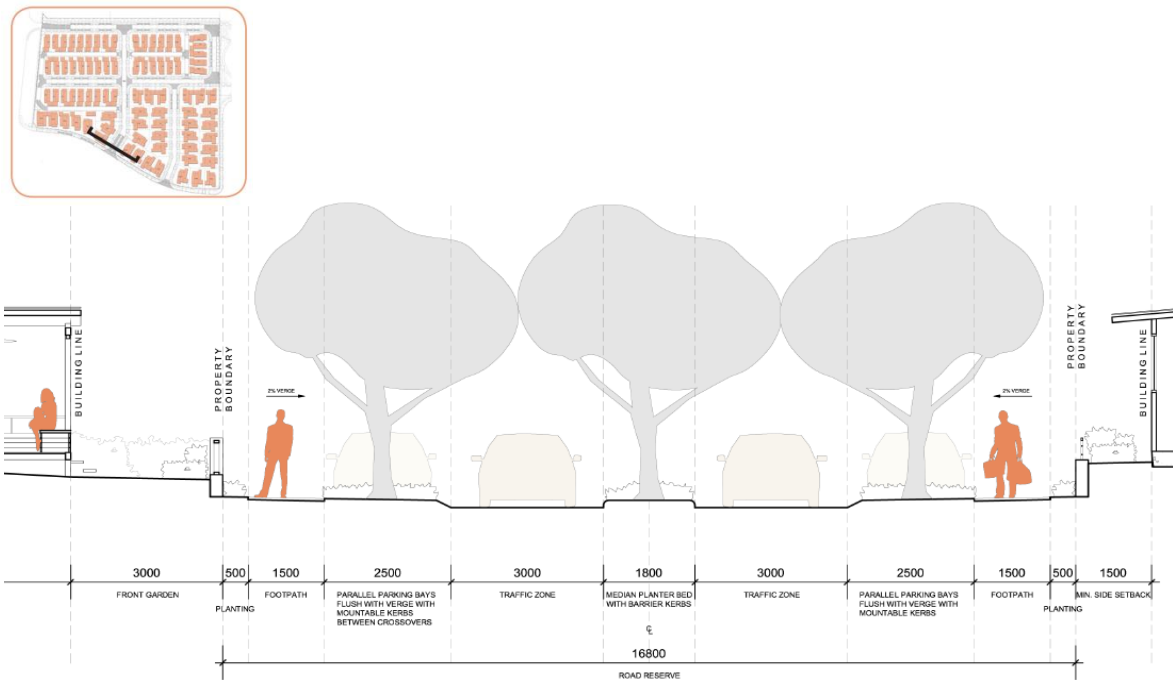 BUILDING LINE
PROPERTY
BOUNDARY
2% VERGE
2% VERGE
PROPERTY
BOUNDARY
BUILDING LINE
3000
500
1500
2500
3000
1800
3000
2500
1500
500
1500
FRONT GARDEN
PLANTING
FOOTPATH
PARALLEL PARKING BAYS
FLUSH WITH VERGE WITH
MOUNTABLE KERBS
BETWEEN CROSSOVERS
TRAFFIC ZONE
MEDIAN PLANTER BED
WITH BARRIER KERBS
TRAFFIC ZONE
PARALLEL PARKING BAYS
FLUSH WITH VERGE WITH
MOUNTABLE KERBS
FOOTPATH
PLANTING
MIN. SIDE SETBACK
℄
16800
ROAD RESERVE